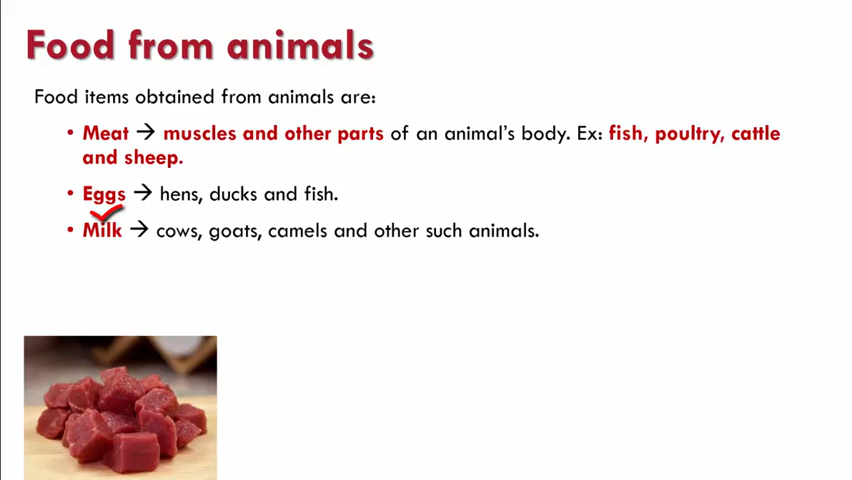 Food from animals
Food items obtained from animals are:
• Meat → muscles and other parts of an animal's body. Ex: fish, poultry, cattle
and sheep.
• Eggs → hens, ducks and fish.
• Milk → cows, goats, camels and other such animals.